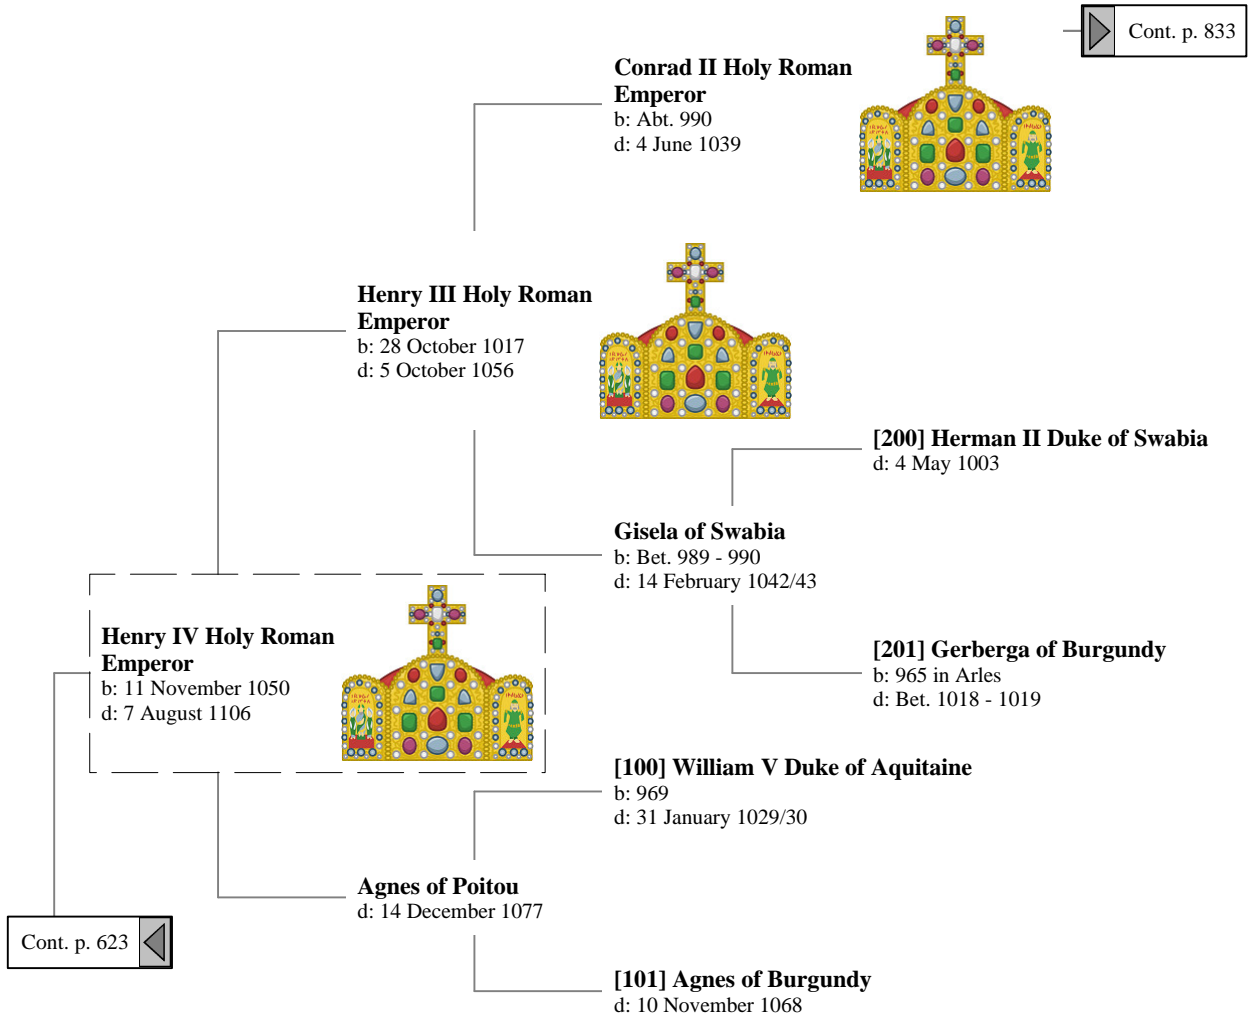 Cont. p. 833
Conrad II Holy Roman
Emperor
b: Abt. 990
d: 4 June 1039
Henry III Holy Roman
Emperor
b: 28 October 1017
d: 5 October 1056
[200] Herman II Duke of Swabia
d: 4 May 1003
Gisela of Swabia
b: Bet. 989 - 990
d: 14 February 1042/43
Henry IV Holy Roman
Emperor
b: 11 November 1050
d: 7 August 1106
[201] Gerberga of Burgundy
b: 965 in Arles
d: Bet. 1018 - 1019
[100] William V Duke of Aquitaine
b: 969
d: 31 January 1029/30
Agnes of Poitou
d: 14 December 1077
Cont. p. 623
[101] Agnes of Burgundy
d: 10 November 1068